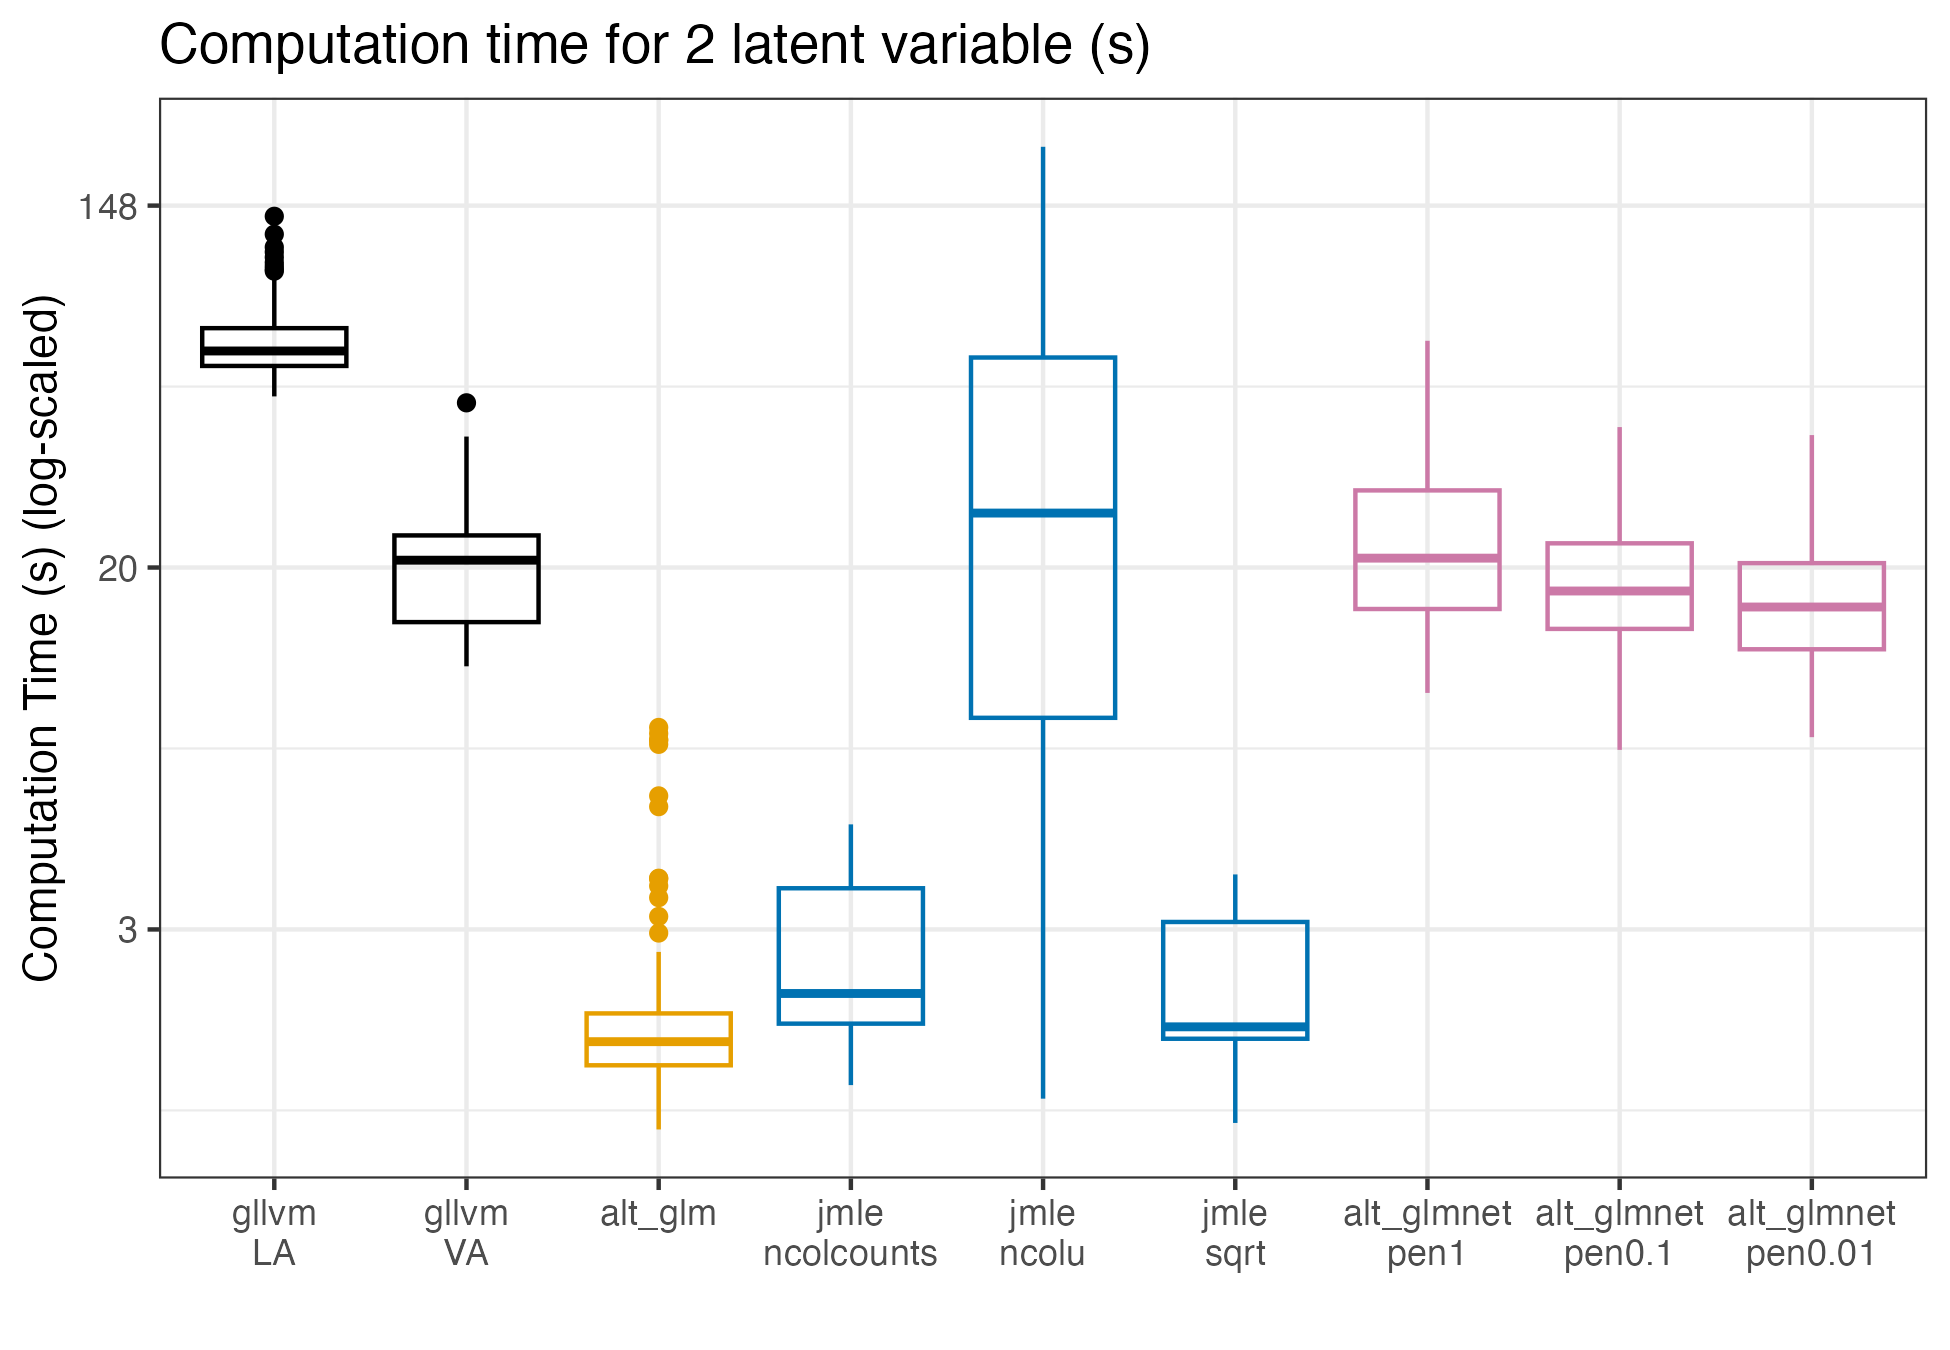 Computation time for 2 latent variable (s)
Computation Time (s) (log-scaled)
148
20
3
gllvm
LA
gllvm
VA
alt_glm
jmle
ncolcounts
jmle
ncolu
jmle
sqrt
alt_glmnet
pen1
alt_glmnet
pen0.1
alt_glmnet
pen0.01